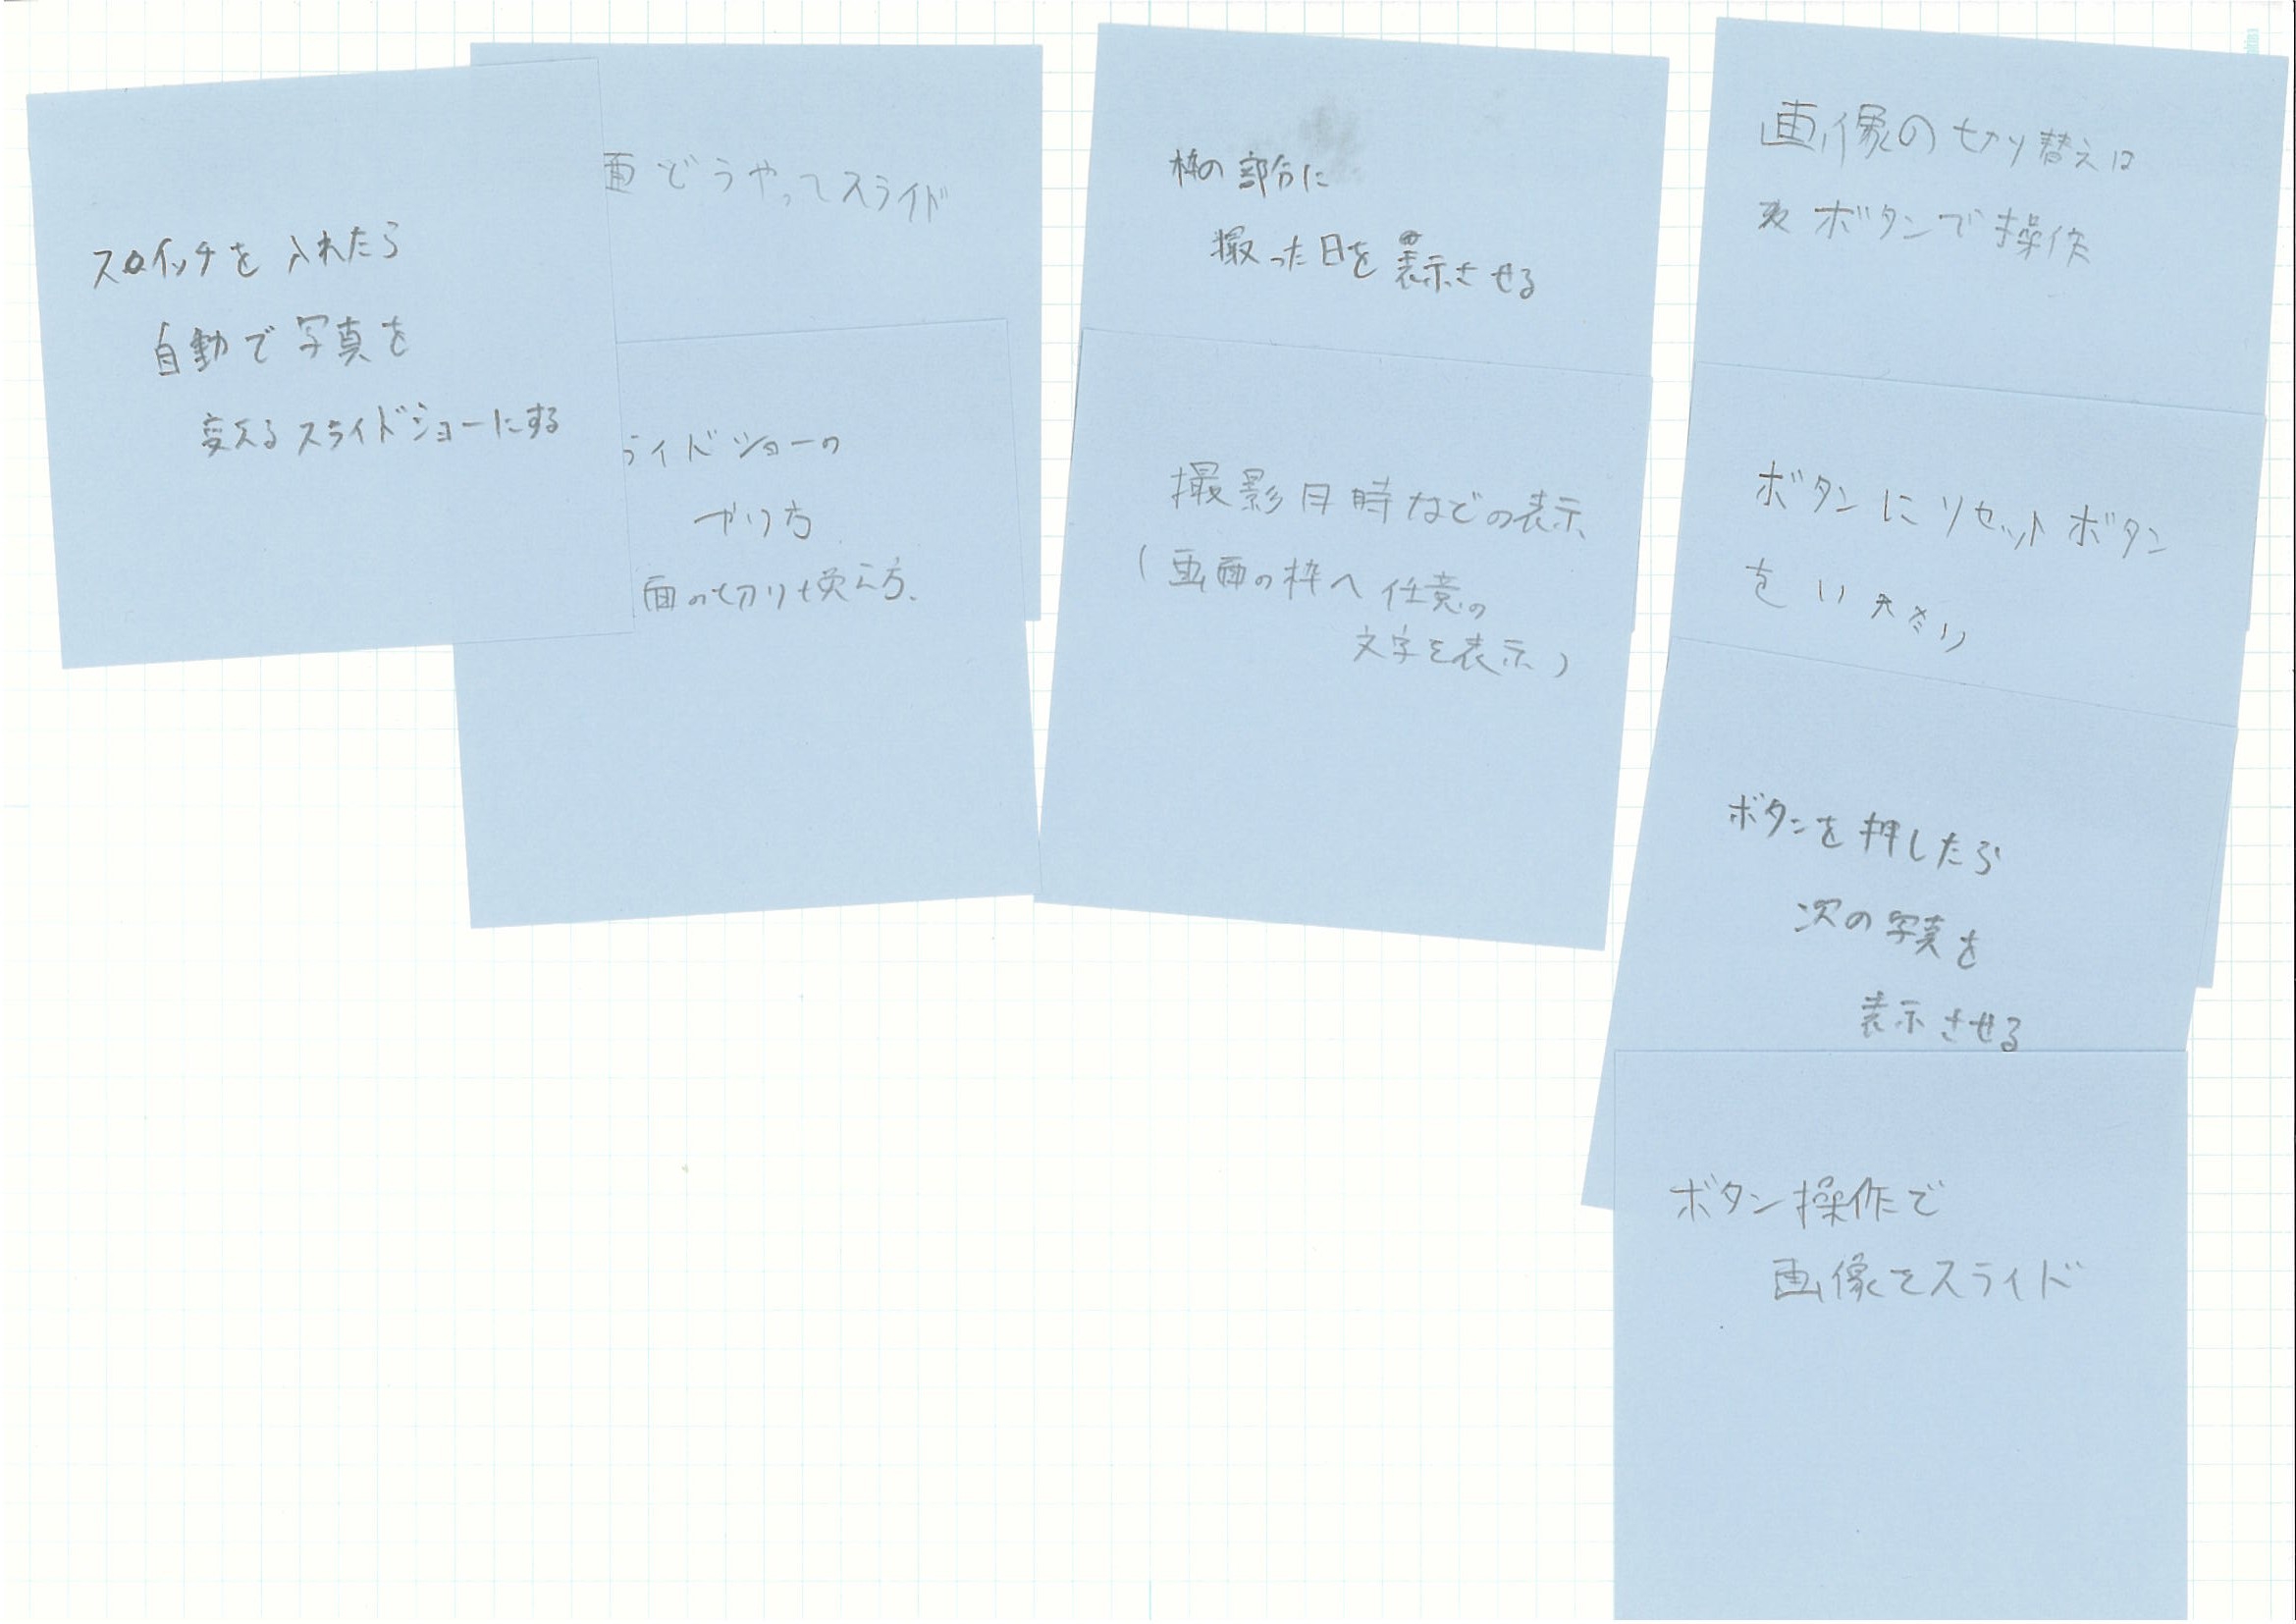 スイッチを入れたら
自動で写真を
変えるスライドショーにする
どうやってスライド
ライドショーの
やり方
面の切り換え方.
枠の部分に
撮った日を表示させる
撮影日時などの表示
(画面の枠へ任意の
文字を表示)
画像の切り替えは
ボタンで操作
ボタンにリセットボタン
を
ボタンを押したら
次の写真を
表示させる
ボタン操作で
画像をスライド